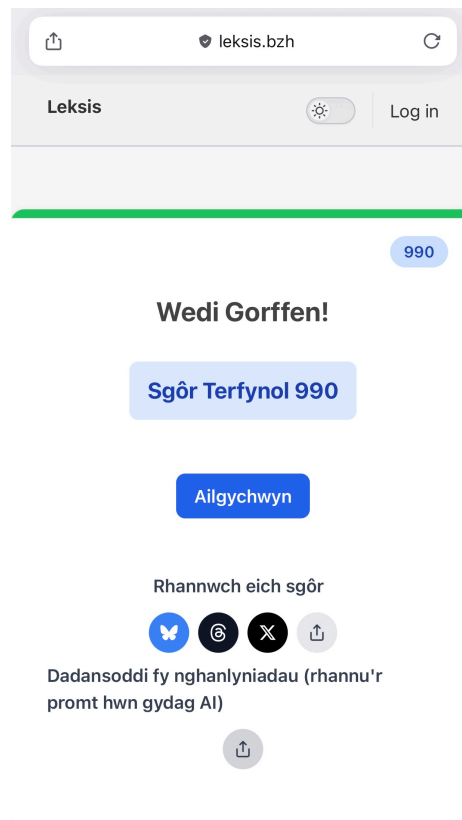 leksis.bzh
Leksis
Log in
990
Wedi Gorffen!
Sgôr Terfynol 990
Ailgychwyn
Rhannwch eich sgôr
Dadansoddi fy nghanlyniadau (rhannu'r
promt hwn gydag AI)